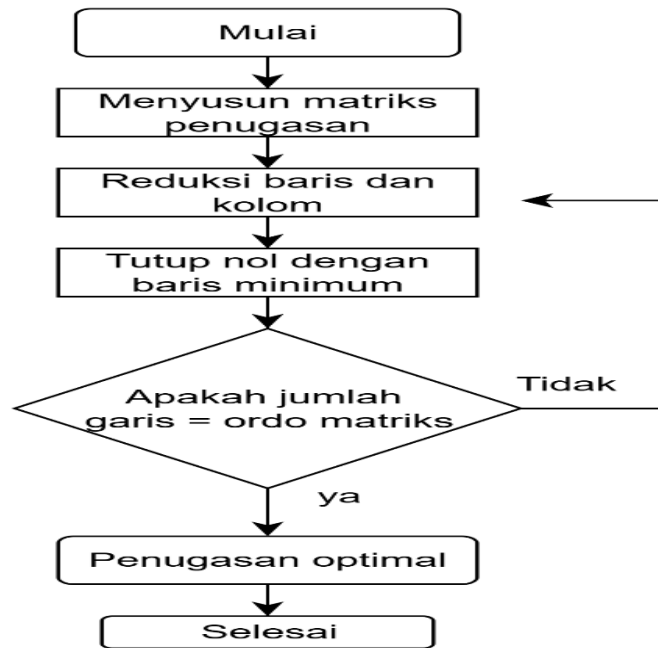 Mulai
Menyusun matriks
penugasan
Reduksi baris dan
kolom
Tutup nol dengan
baris minimum
Apakah jumlah
garis = ordo matriks
Tidak
ya
Penugasan optimal
Selesai